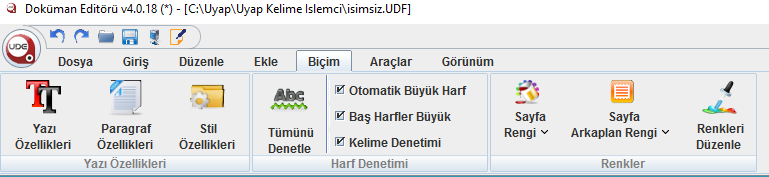 Doküman Editörü v4.0.18 (*) - [C:\Uyap\Uyap Kelime Islemci\isimsiz.UDF]
UDE
Dosya Giriş Düzenle Ekle Biçim Araçlar Görünüm
Yazı Özellikleri
Paragraf Özellikleri
Stil Özellikleri
Yazı Özellikleri
Abc
Tümünü Denetle
Otomatik Büyük Harf
Baş Harfler Büyük
Kelime Denetimi
Harf Denetimi
Sayfa Rengi
Sayfa Arkaplan Rengi
Renkleri Düzenle
Renkler